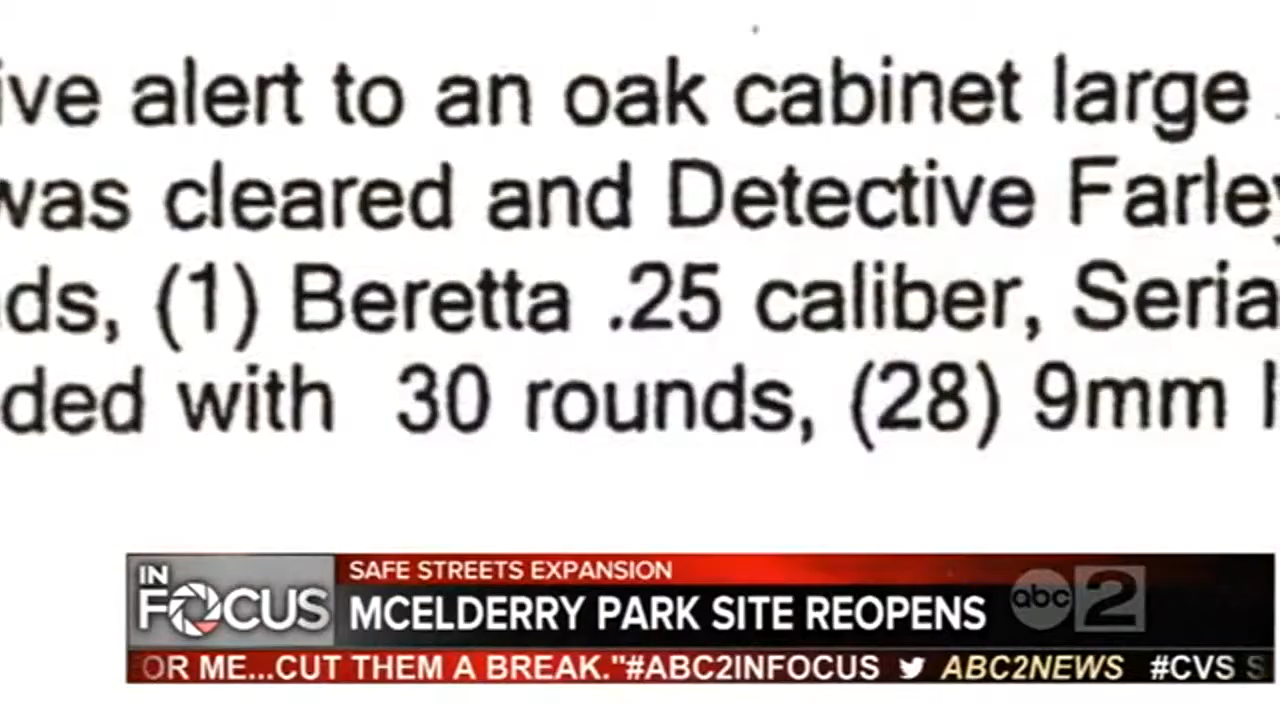 ive alert to an oak cabinet large
was cleared and Detective Farley
ds, (1) Beretta .25 caliber, Seria
ded with 30 rounds, (28) 9mm
IN FOCUS
SAFE STREETS EXPANSION
MCELDERRY PARK SITE REOPENS
abc 2
OR ME...CUT THEM A BREAK."#ABC2INFOCUS ABC2NEWS #CVS S